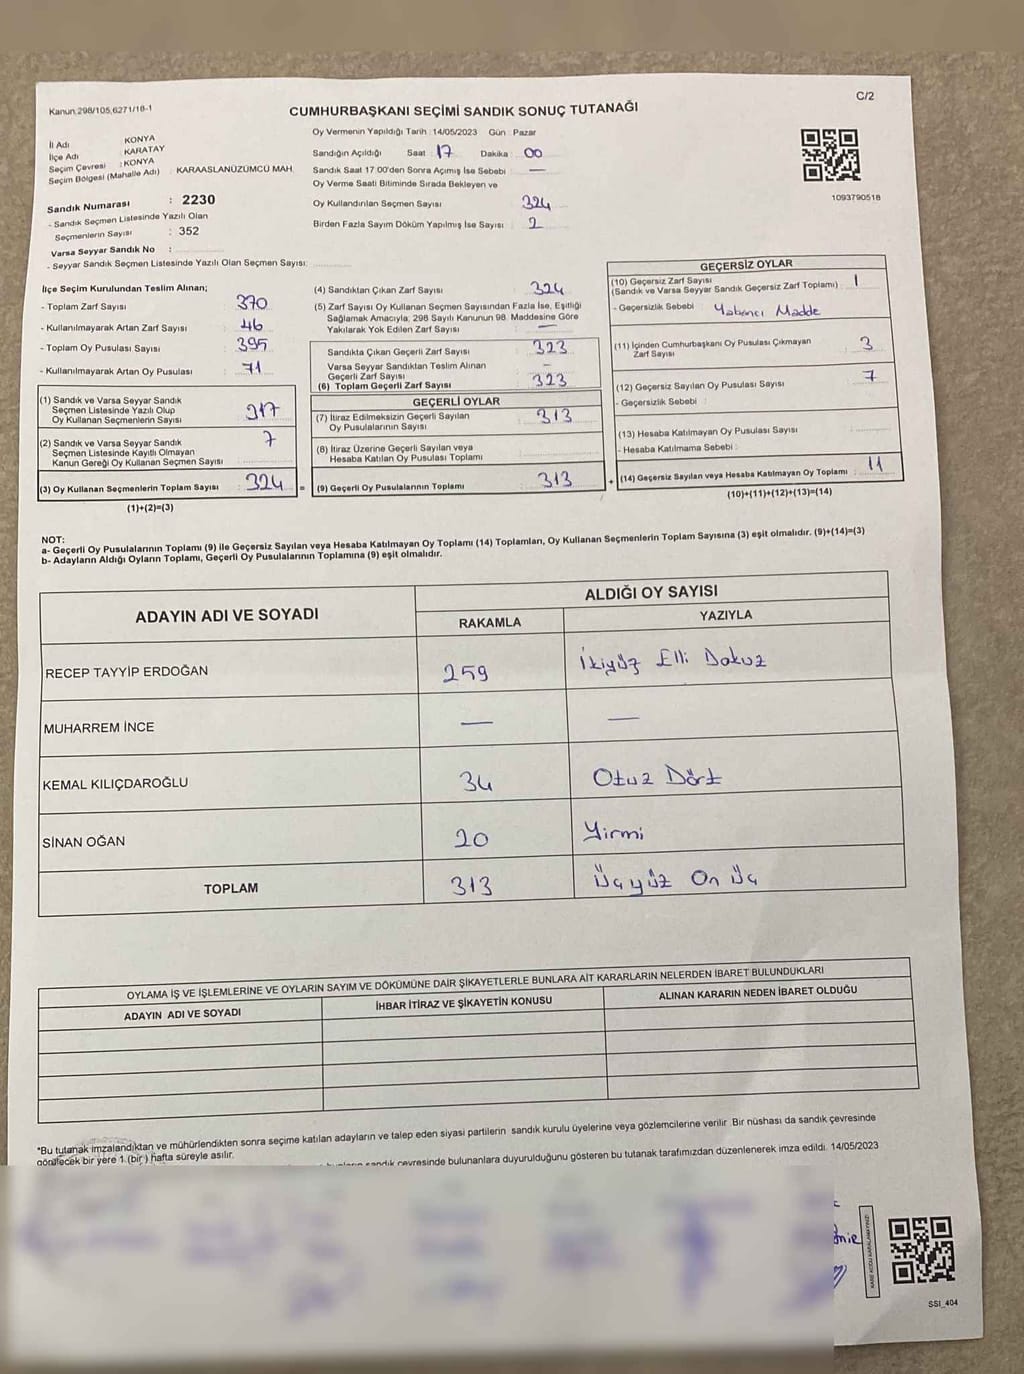 Kanun 298/105,6271/18-1
C/2
CUMHURBAŞKANI SEÇİMİ SANDIK SONUÇ TUTANAĞI
İl Adı KONYA
İlçe Adı : KARATAY
Seçim Çevresi : KONYA
Seçim Bölgesi (Mahalle Adı) : KARAASLANÜZÜMCÜ MAH.
Sandık Numarası : 2230
- Sandık Seçmen Listesinde Yazılı Olan
Seçmenlerin Sayısı : 352
Varsa Seyyar Sandık No :
- Seyyar Sandık Seçmen Listesinde Yazılı Olan Seçmen Sayısı:
Oy Vermenin Yapıldığı Tarih : 14/05/2023 Gün : Pazar
Sandığın Açıldığı Saat : 17 Dakika : 00
Sandık Saat 17:00'den Sonra Açımış İse Sebebi —
Oy Verme Saati Bitiminde Sırada Bekleyen ve
Oy Kullandırılan Seçmen Sayısı 324
Birden Fazla Sayım Döküm Yapılmış İse Sayısı : 2
1093790518
İlçe Seçim Kurulundan Teslim Alınan;
- Toplam Zarf Sayısı : 370
- Kullanılmayarak Artan Zarf Sayısı : 46
- Toplam Oy Pusulası Sayısı : 395
- Kullanılmayarak Artan Oy Pusulası : 71
(1) Sandık ve Varsa Seyyar Sandık
Seçmen Listesinde Yazılı Olup
Oy Kullanan Seçmenlerin Sayısı : 317
(2) Sandık ve Varsa Seyyar Sandık
Seçmen Listesinde Kayıtlı Olmayan
Kanun Gereği Oy Kullanan Seçmen Sayısı : 7
(3) Oy Kullanan Seçmenlerin Toplam Sayısı : 324 =
(1)+(2)=(3)
(4) Sandıktan Çıkan Zarf Sayısı : 324
(5) Zarf Sayısı Oy Kullanan Seçmen Sayısından Fazla İse, Eşitliği
Sağlamak Amacıyla; 298 Sayılı Kanunun 98. Maddesine Göre
Yakılarak Yok Edilen Zarf Sayısı : —
Sandıkta Çıkan Geçerli Zarf Sayısı : 323
Varsa Seyyar Sandıktan Teslim Alınan
Geçerli Zarf Sayısı : -
(6) Toplam Geçerli Zarf Sayısı : 323
GEÇERLİ OYLAR
(7) İtiraz Edilmeksizin Geçerli Sayılan
Oy Pusulalarının Sayısı : 313
(8) İtiraz Üzerine Geçerli Sayılan veya
Hesaba Katılan Oy Pusulası Toplamı :
(9) Geçerli Oy Pusulalarının Toplamı : 313 +
GEÇERSİZ OYLAR
(10) Geçersiz Zarf Sayısı
(Sandık ve Varsa Seyyar Sandık Geçersiz Zarf Toplamı) : 1
- Geçersizlik Sebebi : Yabancı Madde
(11) İçinden Cumhurbaşkanı Oy Pusulası Çıkmayan
Zarf Sayısı : 3
(12) Geçersiz Sayılan Oy Pusulası Sayısı : 7
- Geçersizlik Sebebi :
(13) Hesaba Katılmayan Oy Pusulası Sayısı :
- Hesaba Katılmama Sebebi :
(14) Geçersiz Sayılan veya Hesaba Katılmayan Oy Toplamı : 11
(10)+(11)+(12)+(13)=(14)
NOT:
a- Geçerli Oy Pusulalarının Toplamı (9) ile Geçersiz Sayılan veya Hesaba Katılmayan Oy Toplamı (14) Toplamları, Oy Kullanan Seçmenlerin Toplam Sayısına (3) eşit olmalıdır. (9)+(14)=(3)
b- Adayların Aldığı Oyların Toplamı, Geçerli Oy Pusulalarının Toplamına (9) eşit olmalıdır.
ADAYIN ADI VE SOYADI
ALDIĞI OY SAYISI
RAKAMLA YAZIYLA
RECEP TAYYİP ERDOĞAN 259 İkiyüz Elli Dokuz
MUHARREM İNCE — —
KEMAL KILIÇDAROĞLU 34 Otuz Dört
SİNAN OĞAN 20 Yirmi
TOPLAM 313 Üçyüz On Üç
OYLAMA İŞ VE İŞLEMLERİNE VE OYLARIN SAYIM VE DÖKÜMÜNE DAİR ŞİKAYETLERLE BUNLARA AİT KARARLARIN NELERDEN İBARET BULUNDUKLARI
ADAYIN ADI VE SOYADI İHBAR İTİRAZ VE ŞİKAYETİN KONUSU ALINAN KARARIN NEDEN İBARET OLDUĞU
*Bu tutanak imzalandıktan ve mühürlendikten sonra seçime katılan adayların ve talep eden siyasi partilerin sandık kurulu üyelerine veya gözlemcilerine verilir. Bir nüshası da sandık çevresinde
görülecek bir yere 1 (bir) hafta süreyle asılır.
sandık çevresinde bulunanlara duyurulduğunu gösteren bu tutanak tarafımızdan düzenlenerek imza edildi. 14/05/2023
KARE KODU KARALAMAYINIZ!
SSI_404